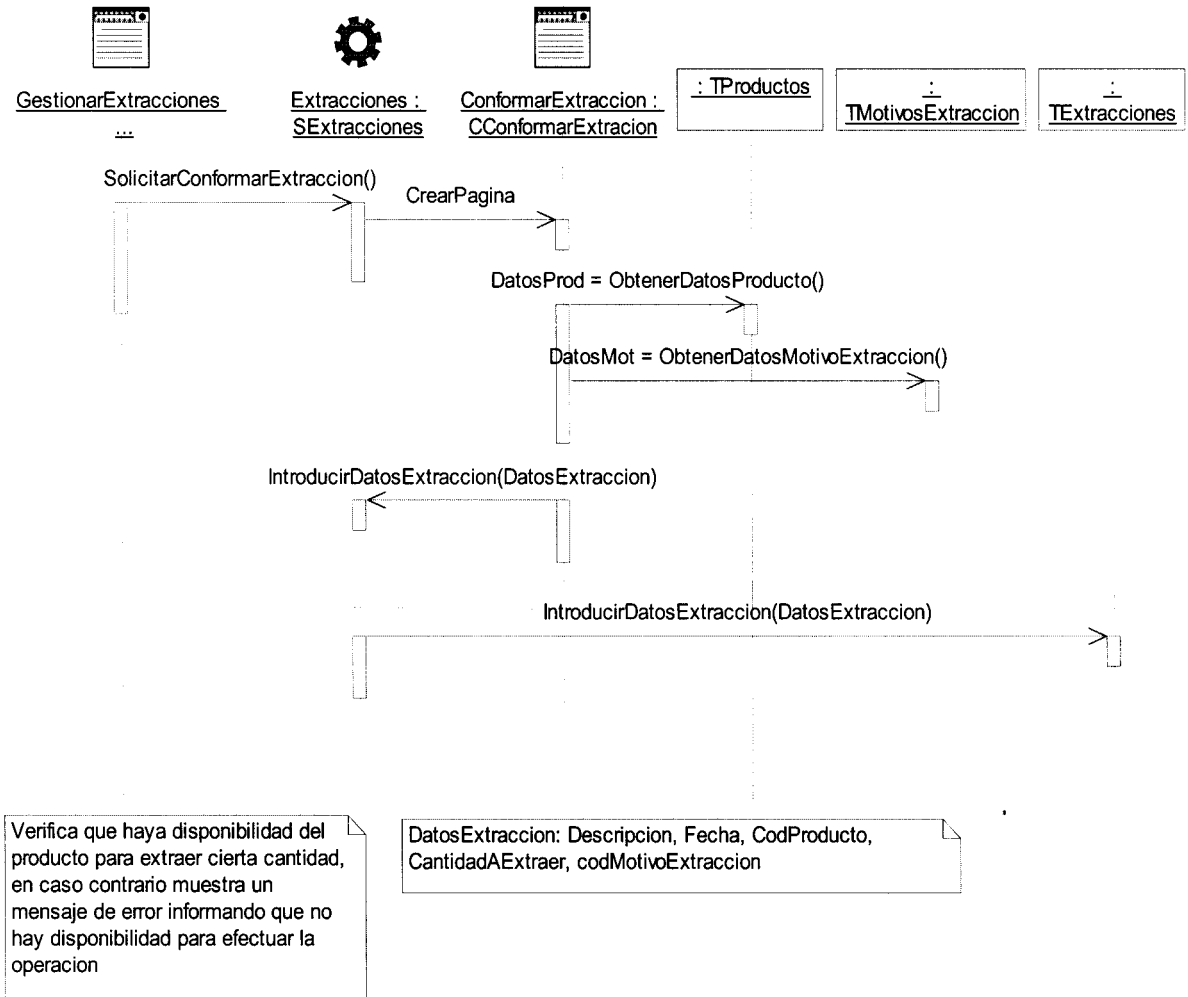 GestionarExtracciones
...
Extracciones :
SExtracciones
ConformarExtraccion :
CConformarExtracion
: TProductos
:
TMotivosExtraccion
:
TExtracciones
SolicitarConformarExtraccion()
CrearPagina
DatosProd = ObtenerDatosProducto()
DatosMot = ObtenerDatosMotivoExtraccion()
IntroducirDatosExtraccion(DatosExtraccion)
IntroducirDatosExtraccion(DatosExtraccion)
Verifica que haya disponibilidad del
producto para extraer cierta cantidad,
en caso contrario muestra un
mensaje de error informando que no
hay disponibilidad para efectuar la
operacion
DatosExtraccion: Descripcion, Fecha, CodProducto,
CantidadAExtraer, codMotivoExtraccion